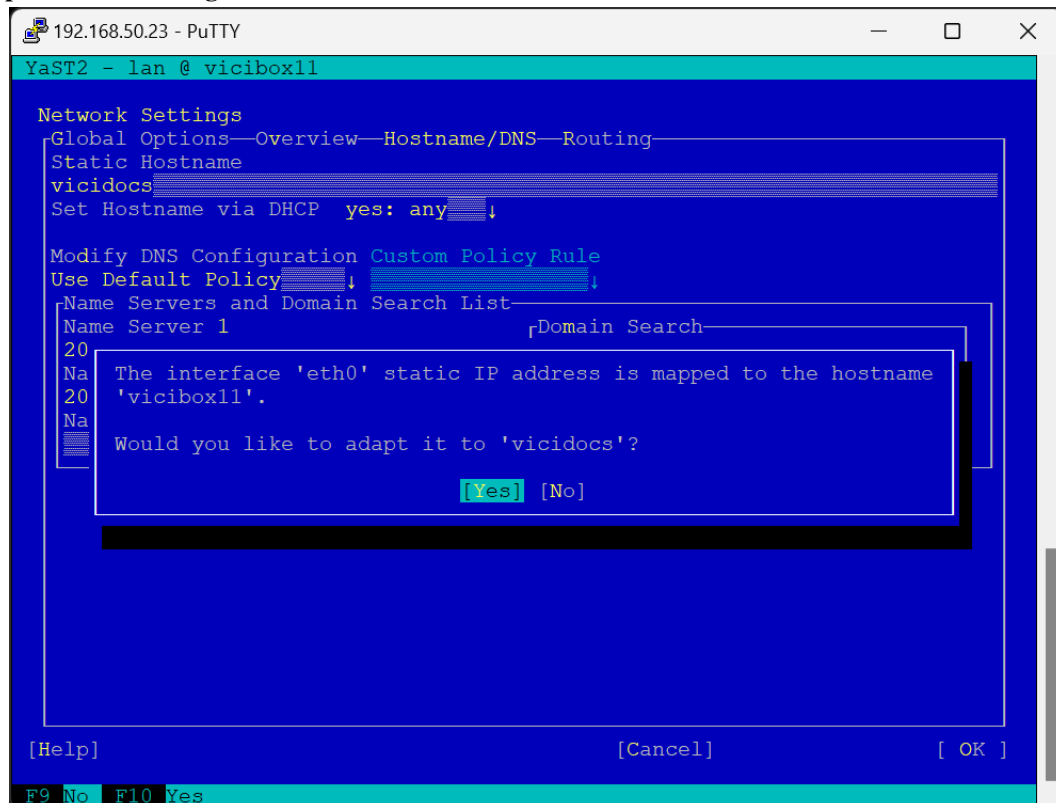 192.168.50.23 - PuTTY
YaST2 - lan @ vicibox11
Network Settings
Global Options—Overview—Hostname/DNS—Routing
Static Hostname
vicidocs
Set Hostname via DHCP yes: any ↓
Modify DNS Configuration Custom Policy Rule
Use Default Policy ↓ ↓
Name Servers and Domain Search List
Name Server 1 Domain Search
20
Na The interface 'eth0' static IP address is mapped to the hostname
20 'vicibox11'.
Na
Would you like to adapt it to 'vicidocs'?
[Yes] [No]
[Help] [Cancel] [ OK ]
F9 No F10 Yes